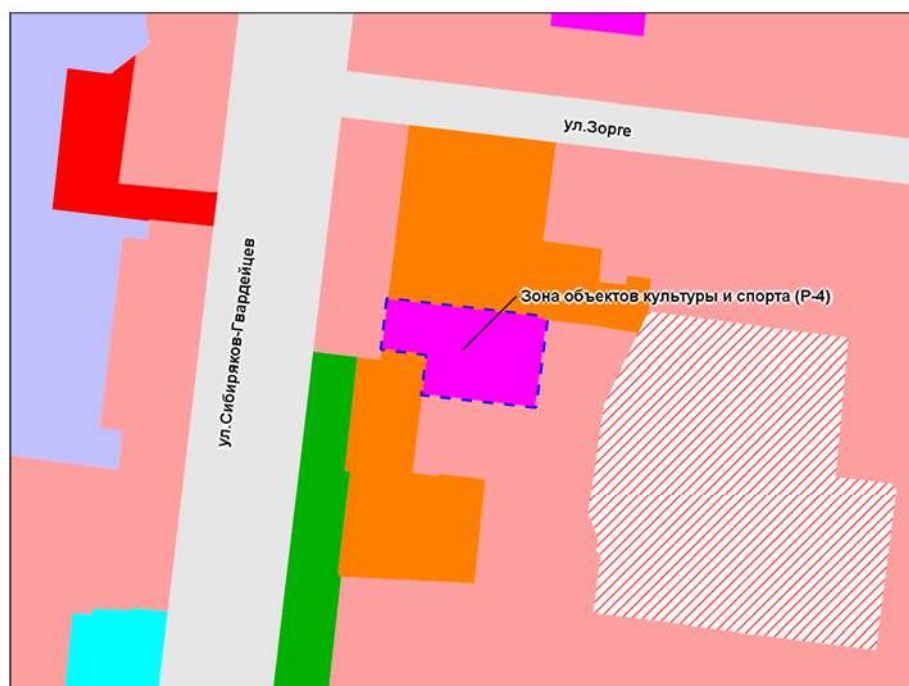 ул.Зорге
ул.Сибиряков-Гвардейцев
Зона объектов культуры и спорта (Р-4)